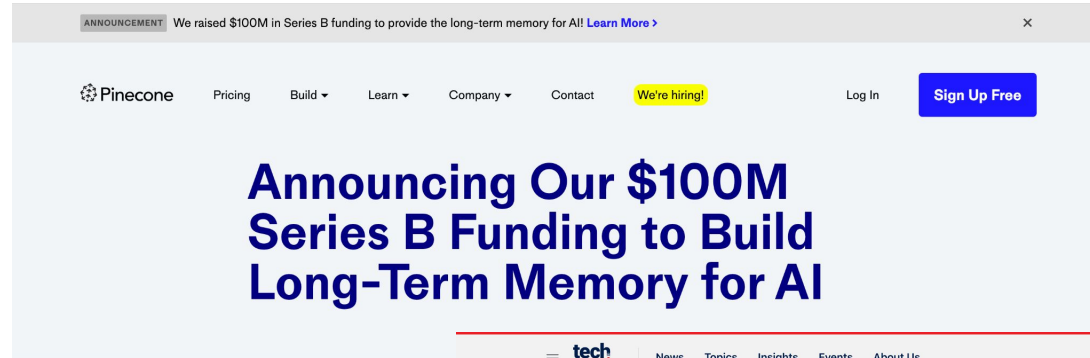 ANNOUNCEMENT We raised $100M in Series B funding to provide the long-term memory for AI! Learn More >
Pinecone Pricing Build Learn Company Contact We're hiring! Log In Sign Up Free
Announcing Our $100M
Series B Funding to Build
Long-Term Memory for AI
tech News Topics Insights Events About Us